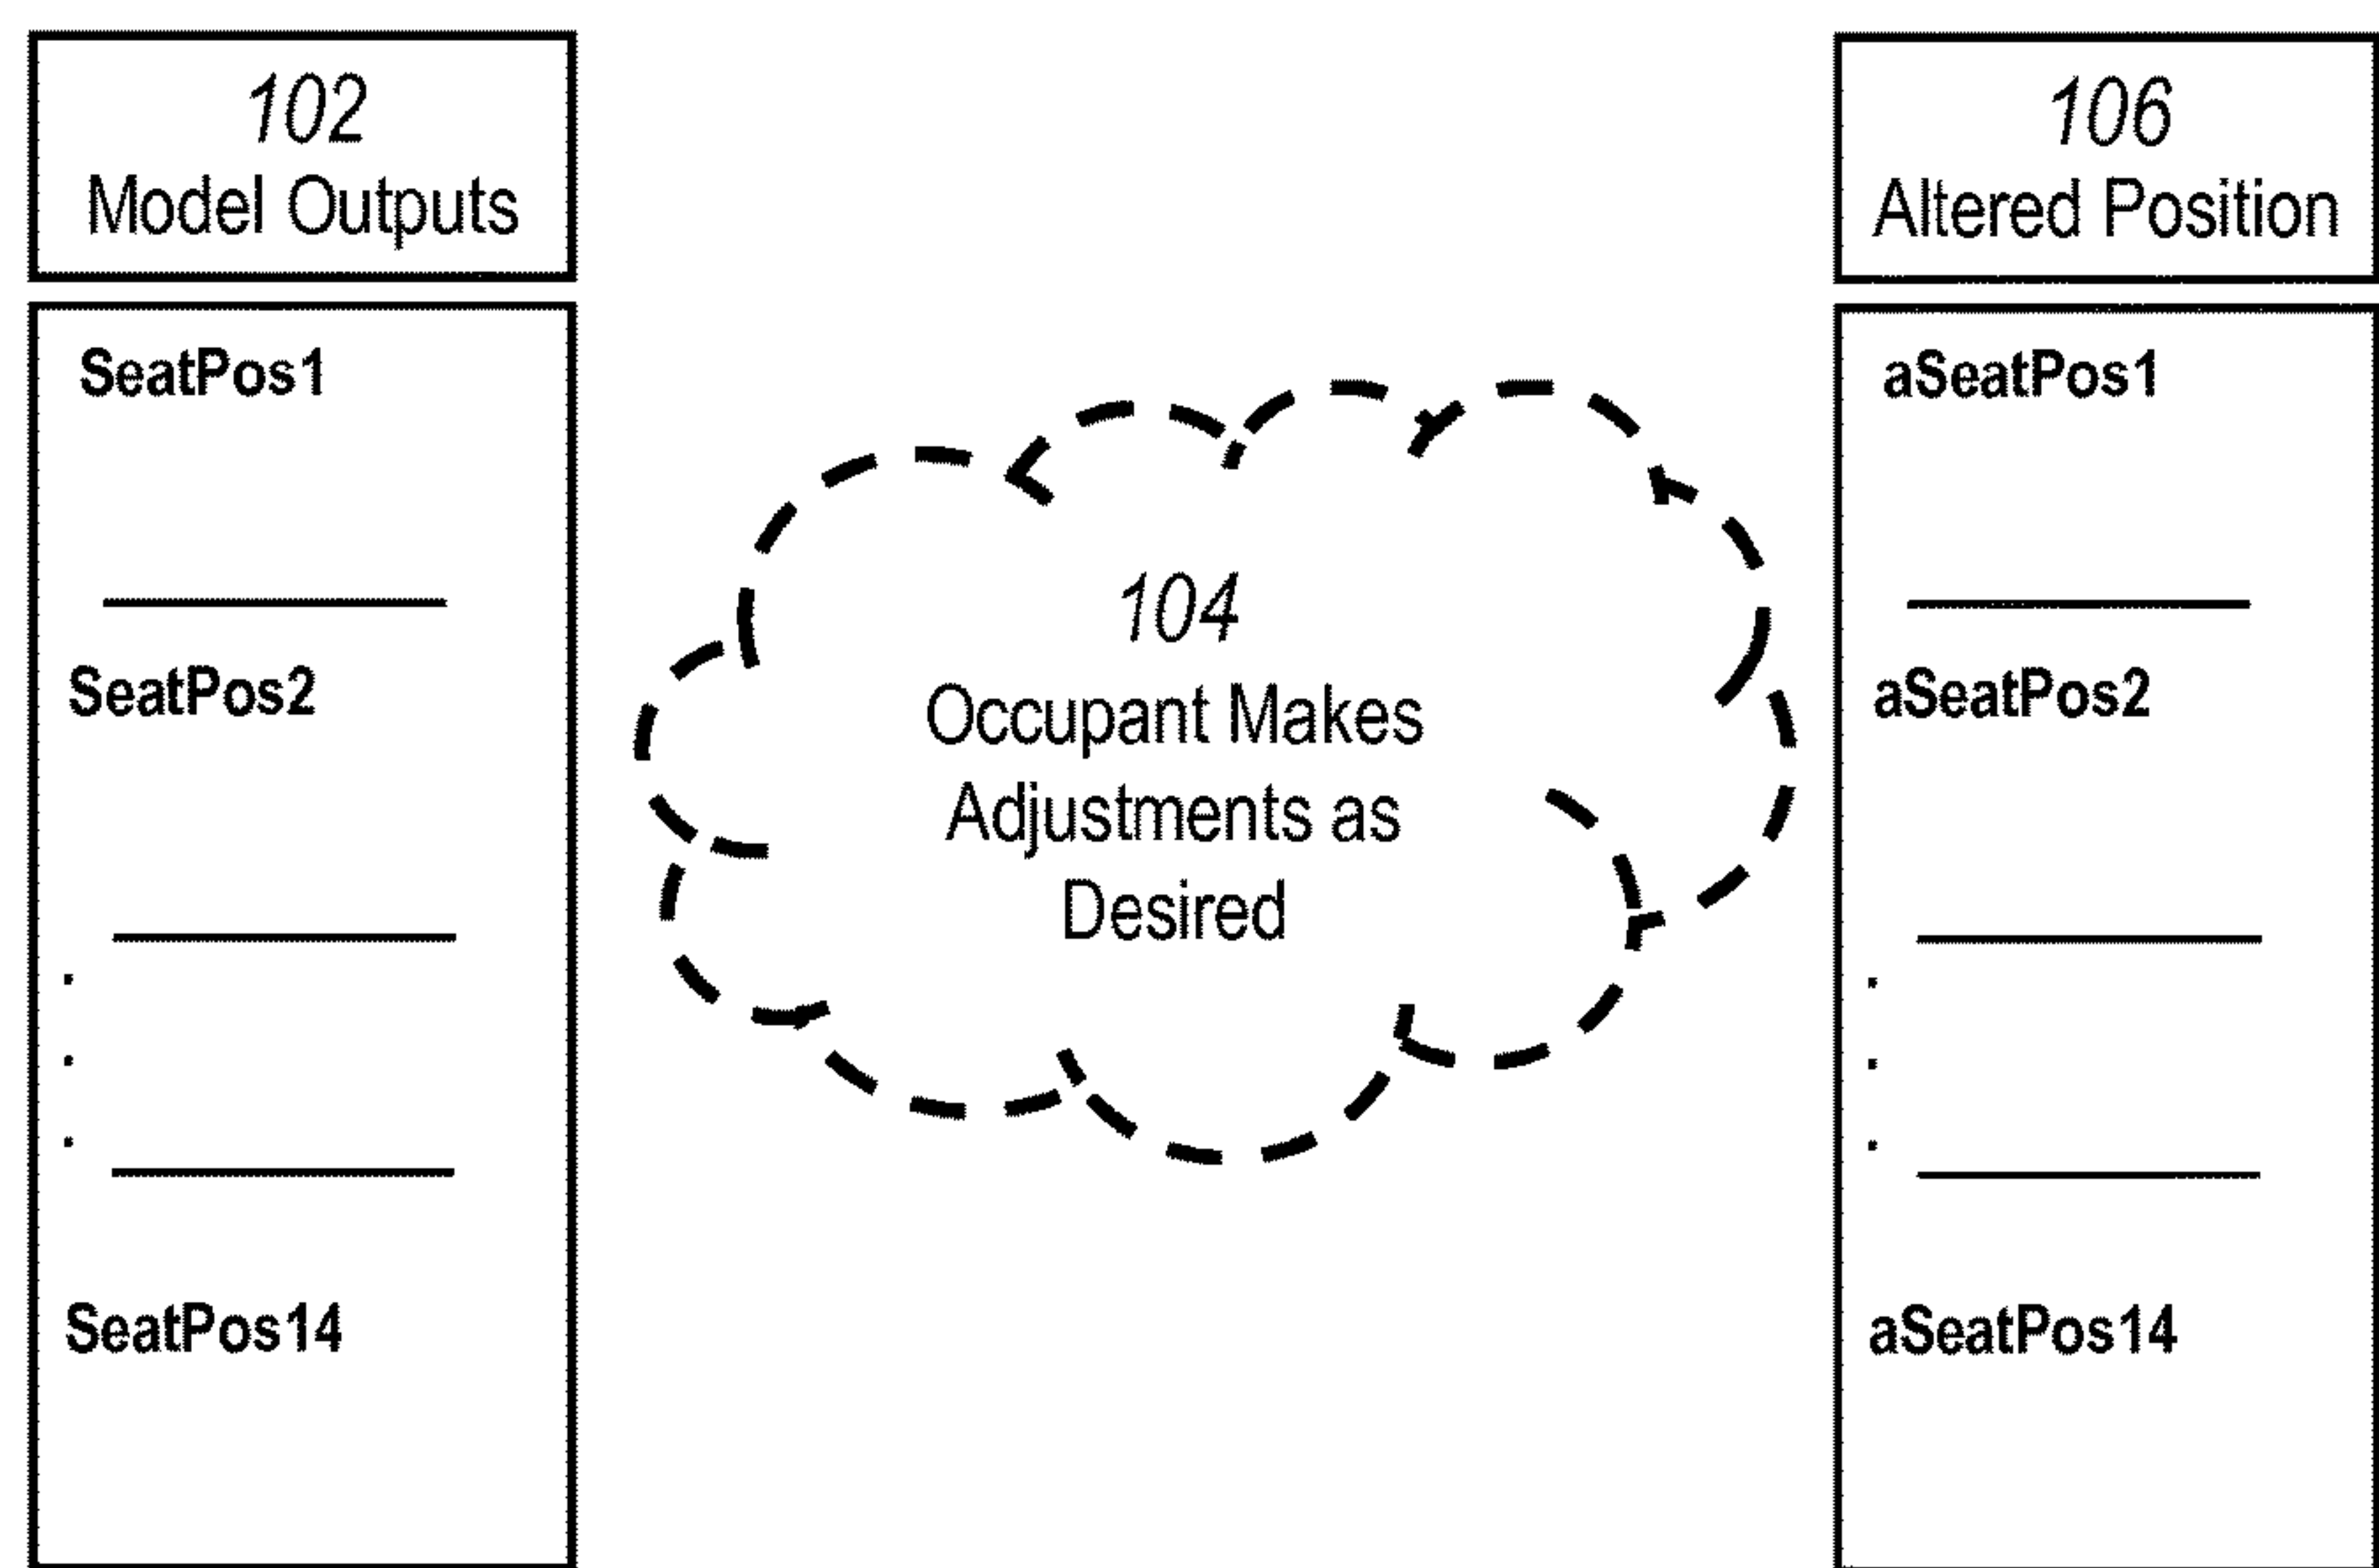 102
Model Outputs
SeatPos1
SeatPos2
.
.
.
SeatPos14
104
Occupant Makes
Adjustments as
Desired
106
Altered Position
aSeatPos1
aSeatPos2
.
.
.
aSeatPos14